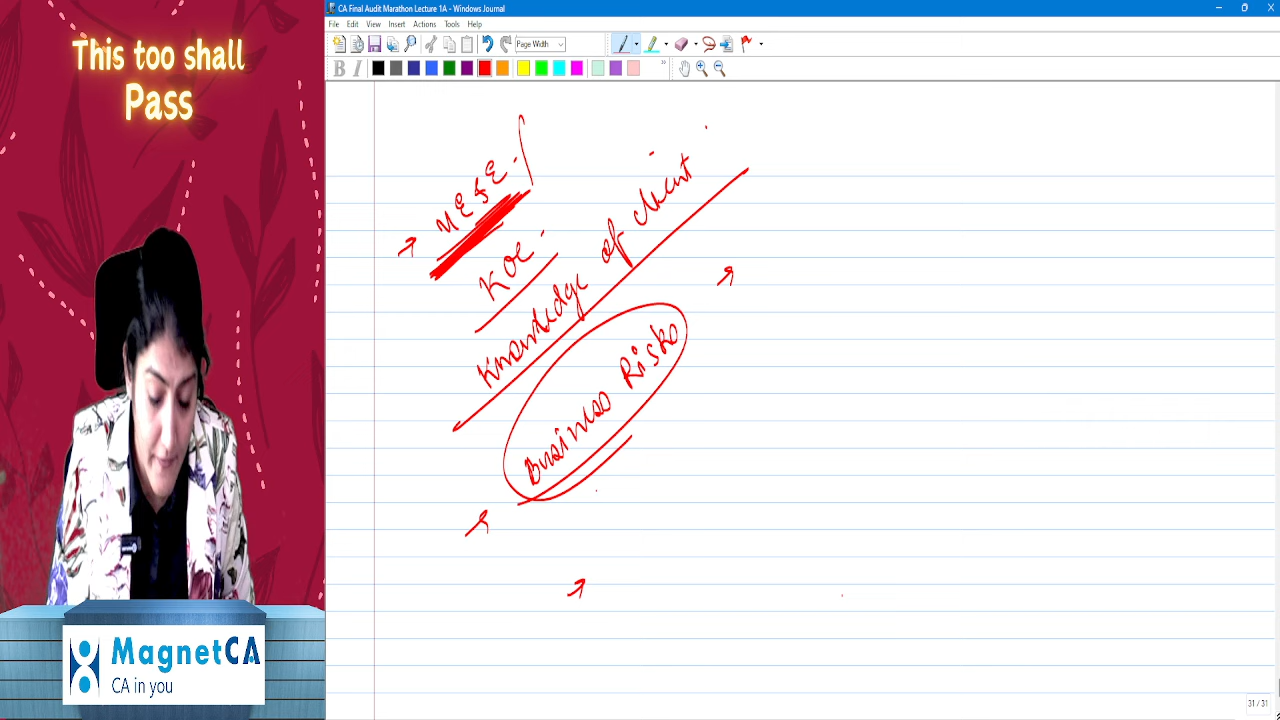 This too shall
Pass
CA Final Audit Marathon Lecture 1A - Windows Journal
File Edit View Insert Actions Tools Help
Page Width
B I
KOC
Knowledge of client
Business Risks
MagnetCA
CA in you
31 / 31